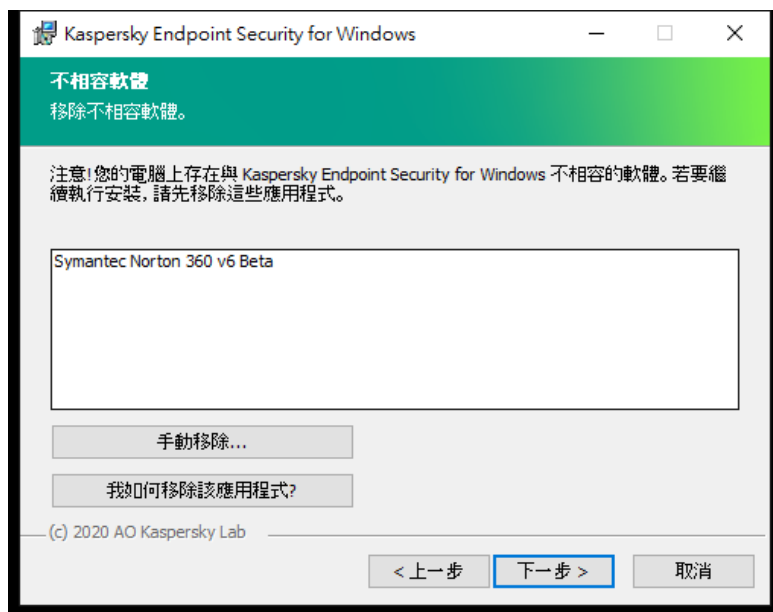 Kaspersky Endpoint Security for Windows
不相容軟體
移除不相容軟體。
注意!您的電腦上存在與 Kaspersky Endpoint Security for Windows 不相容的軟體。若要繼
續執行安裝, 請先移除這些應用程式。
Symantec Norton 360 v6 Beta
手動移除...
我如何移除該應用程式?
(c) 2020 AO Kaspersky Lab
< 上一步
下一步 >
取消